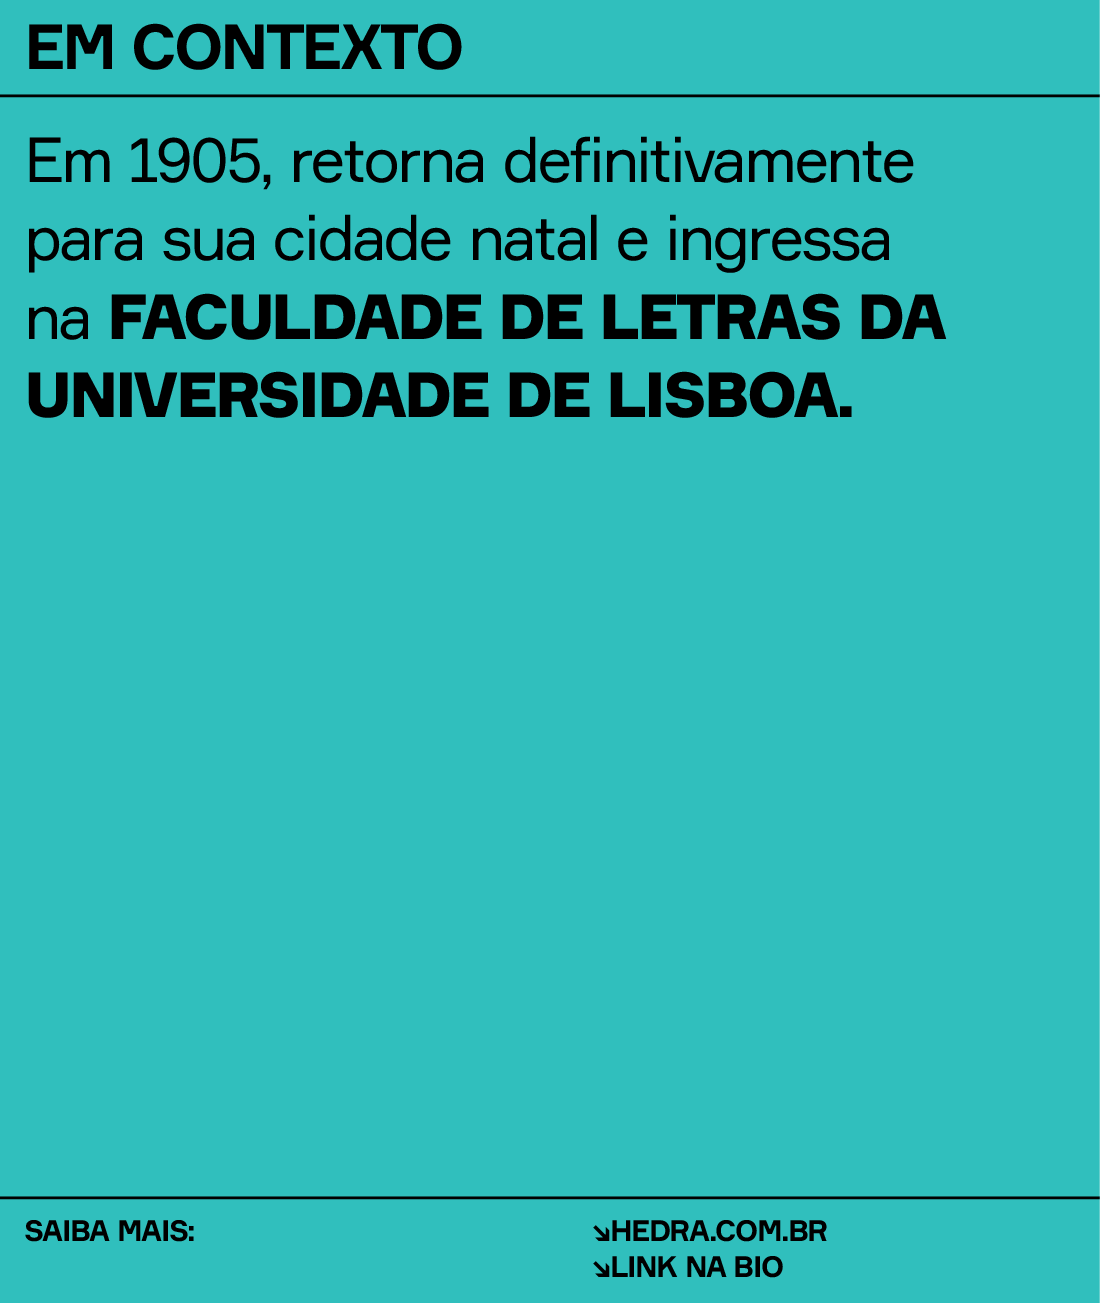 EM CONTEXTO
Em 1905, retorna definitivamente
para sua cidade natal e ingressa
na FACULDADE DE LETRAS DA
UNIVERSIDADE DE LISBOA.
SAIBA MAIS:
↘HEDRA.COM.BR
↘LINK NA BIO